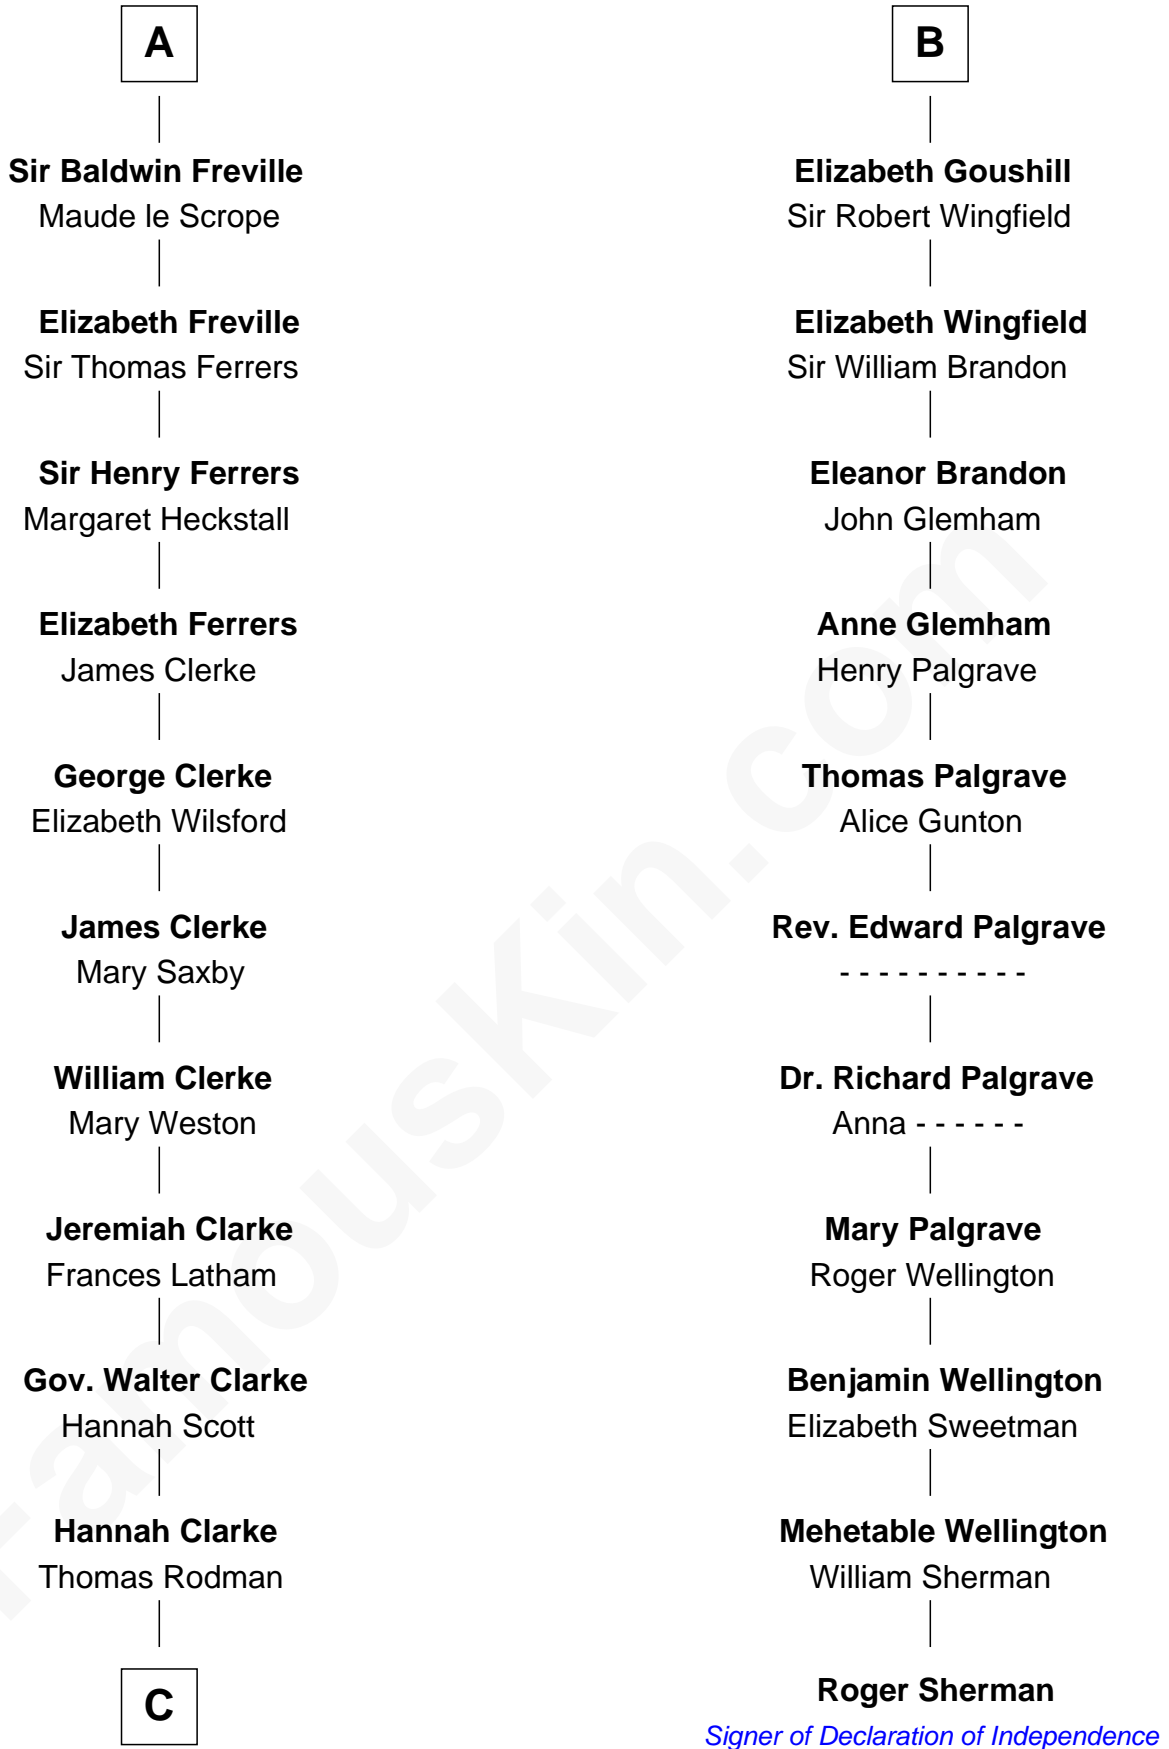 A
Sir Baldwin Freville
Maude le Scrope
Elizabeth Freville
Sir Thomas Ferrers
Sir Henry Ferrers
Margaret Heckstall
Elizabeth Ferrers
James Clerke
George Clerke
Elizabeth Wilsford
James Clerke
Mary Saxby
William Clerke
Mary Weston
Jeremiah Clarke
Frances Latham
Gov. Walter Clarke
Hannah Scott
Hannah Clarke
Thomas Rodman
C
B
Elizabeth Goushill
Sir Robert Wingfield
Elizabeth Wingfield
Sir William Brandon
Eleanor Brandon
John Glemham
Anne Glemham
Henry Palgrave
Thomas Palgrave
Alice Gunton
Rev. Edward Palgrave
- - - - - - - - - -
Dr. Richard Palgrave
Anna - - - - - -
Mary Palgrave
Roger Wellington
Benjamin Wellington
Elizabeth Sweetman
Mehetable Wellington
William Sherman
Roger Sherman
Signer of Declaration of Independence
FamousKin.com